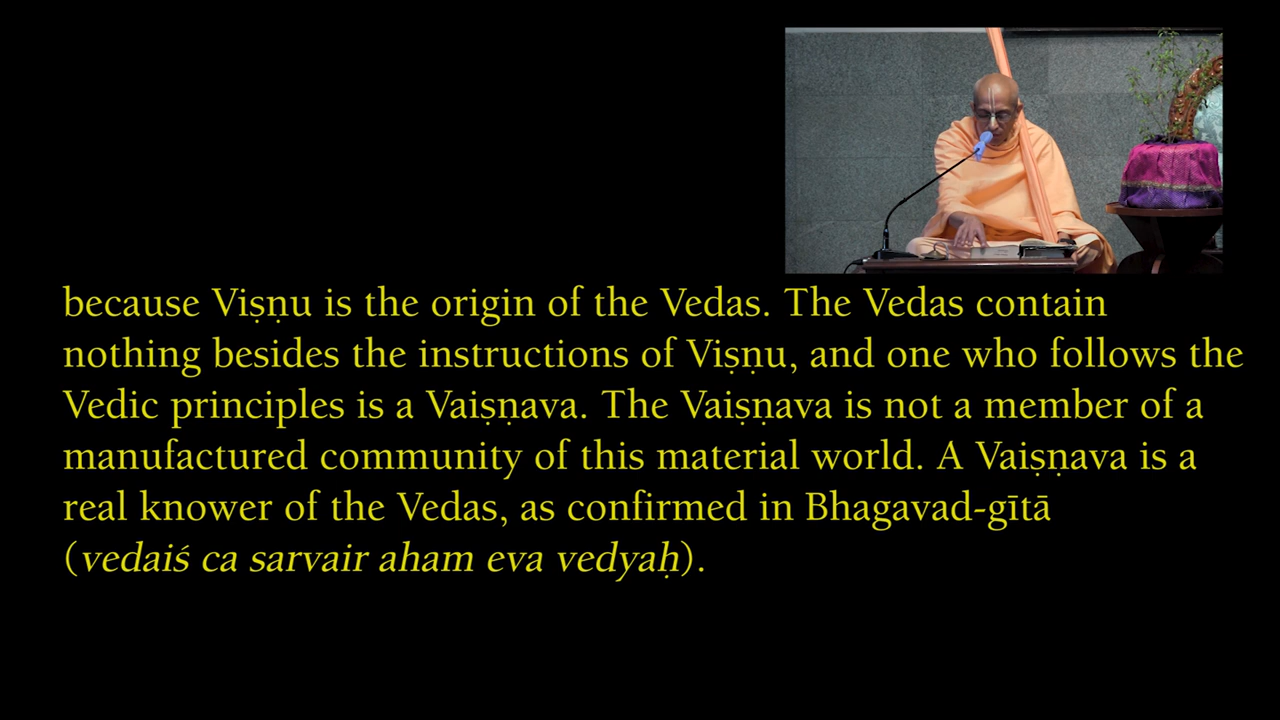 because Viṣṇu is the origin of the Vedas. The Vedas contain
nothing besides the instructions of Viṣṇu, and one who follows the
Vedic principles is a Vaiṣṇava. The Vaiṣṇava is not a member of a
manufactured community of this material world. A Vaiṣṇava is a
real knower of the Vedas, as confirmed in Bhagavad-gītā
(vedaiś ca sarvair aham eva vedyaḥ).